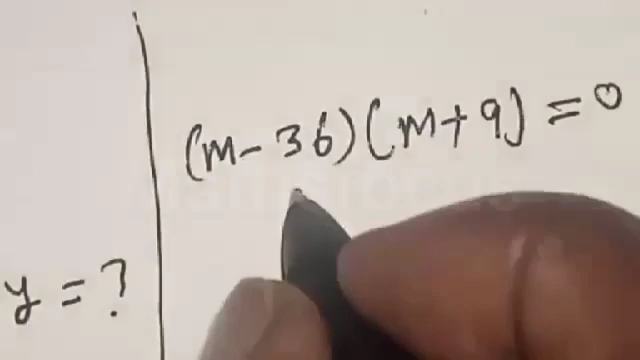 (m - 36)(m + 9) = 0
y = ?